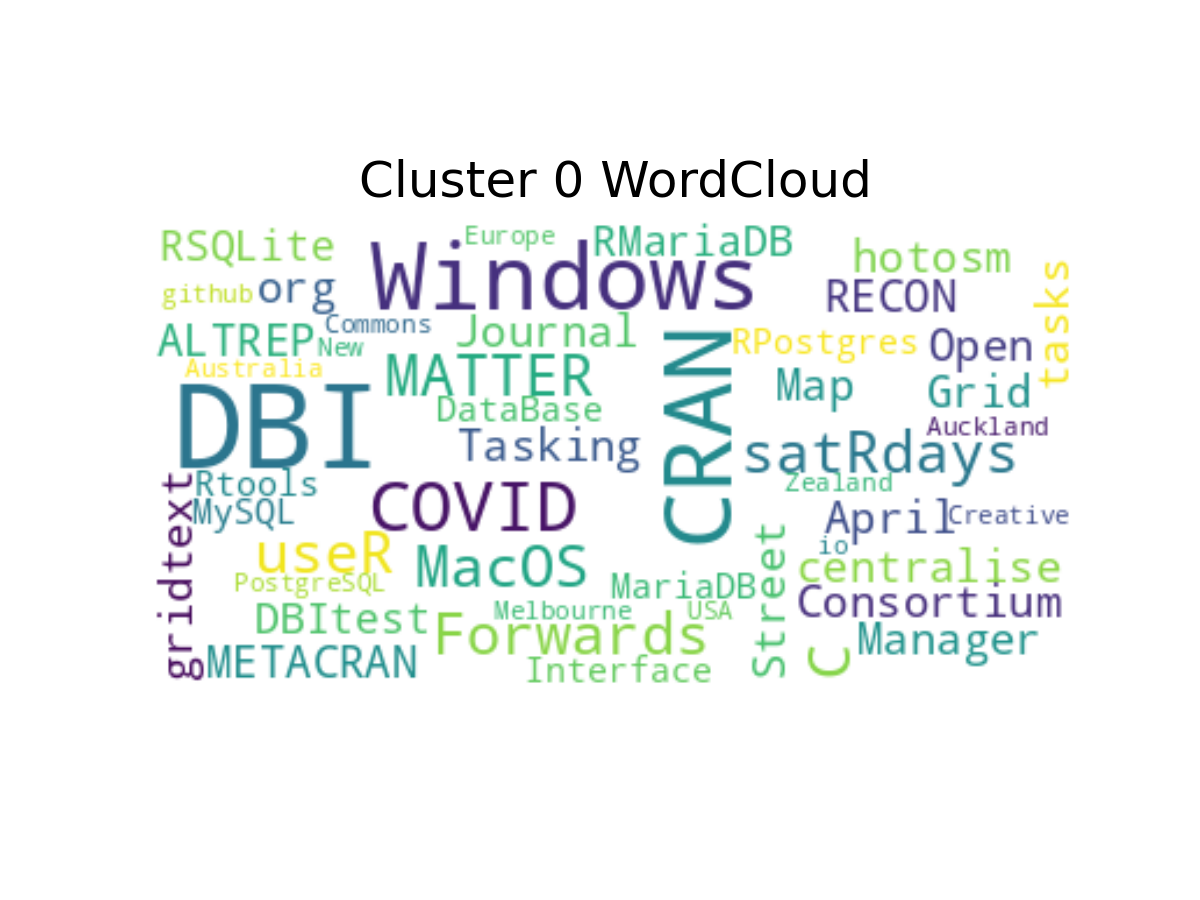 Cluster 0 WordCloud
RSQLite
Europe
RMariaDB
Windows
hotosm
github
org
RECON
tasks
Commons
ALTREP
New
Journal
RPostgres
Open
Australia
MATTER
CRAN
Map
Grid
DBI
DataBase
Auckland
Tasking
satRdays
Rtools
Zealand
gridtext
MySQL
COVID
April
Creative
useR
io
MacOS
centralise
PostgreSQL
MariaDB
Street
Consortium
DBItest
Melbourne
USA
Forwards
Manager
METACRAN
Interface
C